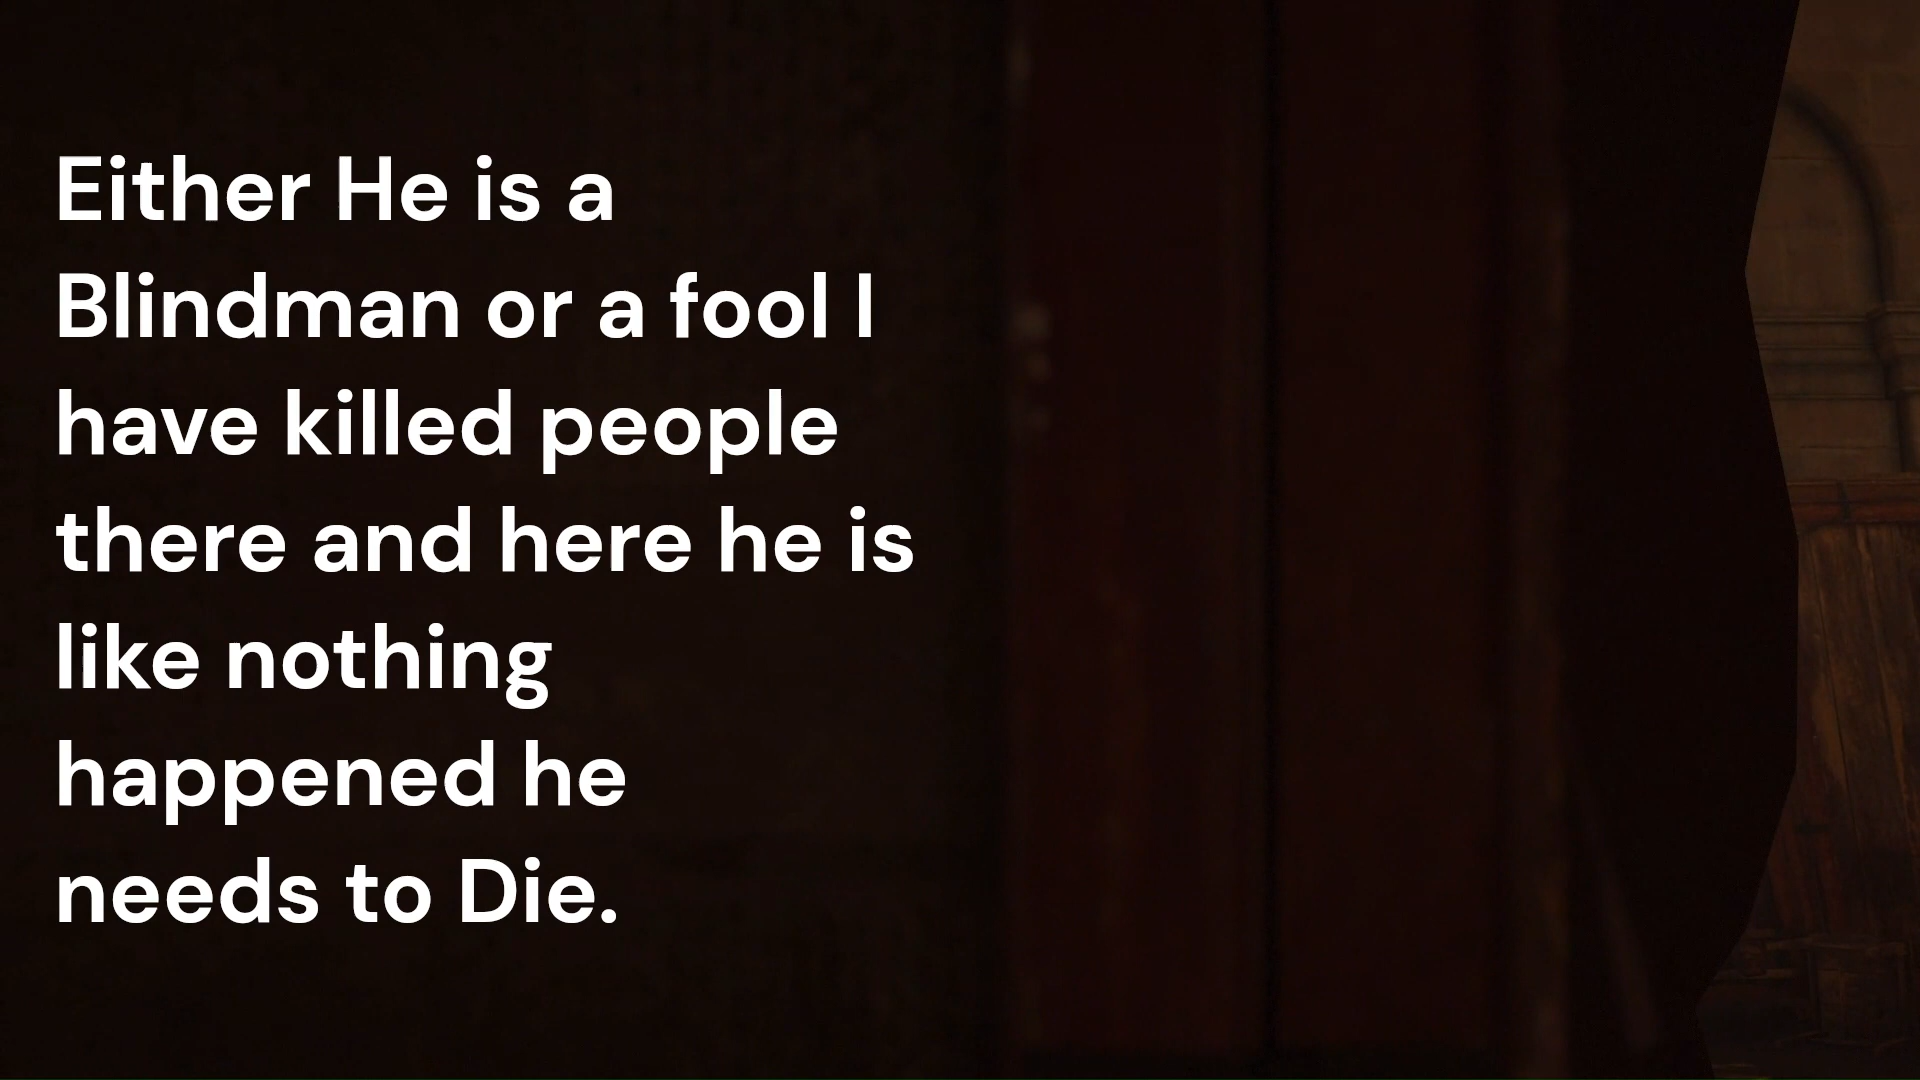 Either He is a
Blindman or a fool I
have killed people
there and here he is
like nothing
happened he
needs to Die.